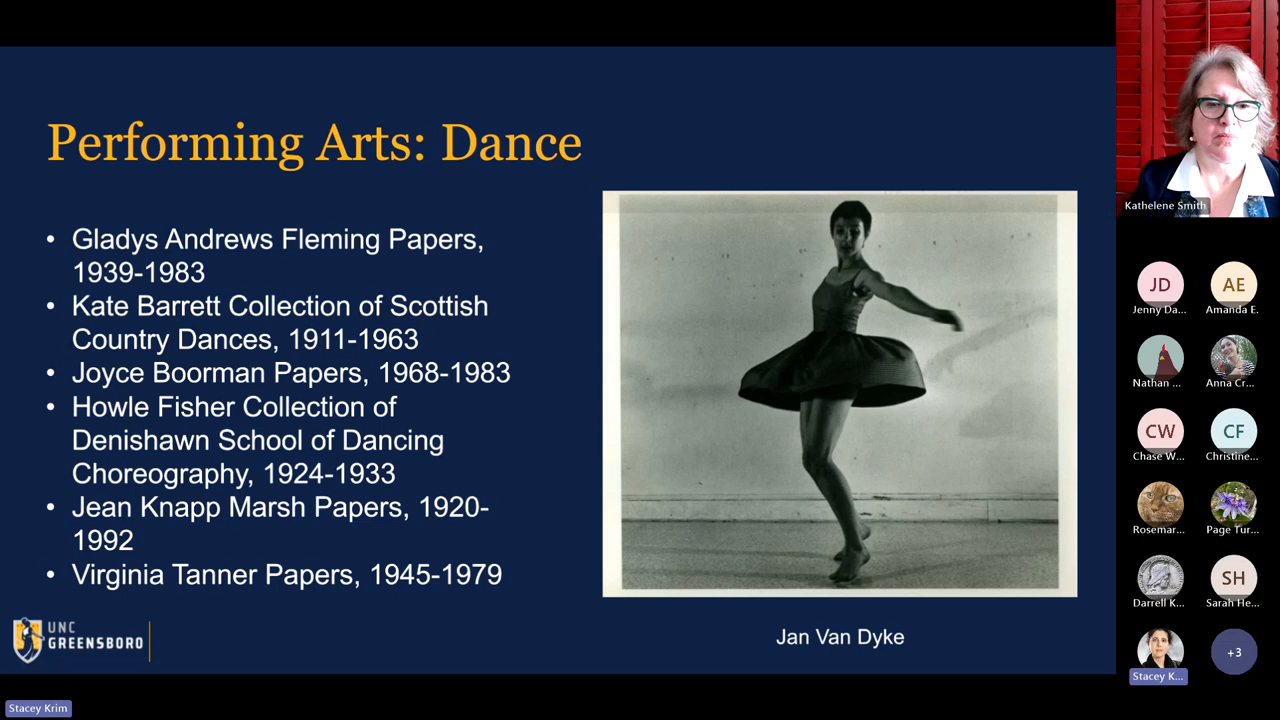 Performing Arts: Dance
• Gladys Andrews Fleming Papers,
1939-1983
• Kate Barrett Collection of Scottish
Country Dances, 1911-1963
• Joyce Boorman Papers, 1968-1983
• Howle Fisher Collection of
Denishawn School of Dancing
Choreography, 1924-1933
• Jean Knapp Marsh Papers, 1920-
1992
• Virginia Tanner Papers, 1945-1979
Jan Van Dyke
UNC
GREENSBORO
Stacey Krim
Kathelene Smith
JD
Jenny Da...
AE
Amanda E.
Nathan ...
Anna Cr...
CW
Chase W...
CF
Christine...
Rosemar...
Page Tur...
Darrell K...
SH
Sarah He...
Stacey K...
+3